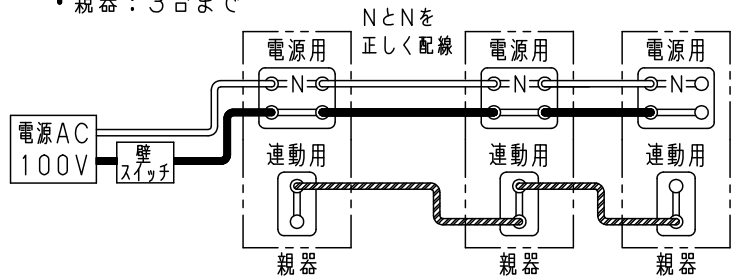 ・親器：３台まで
NとNを
正しく配線
電源用
電源用
電源用
N
N
N
電源AC
100V
壁
スイッチ
連動用
連動用
連動用
親器
親器
親器